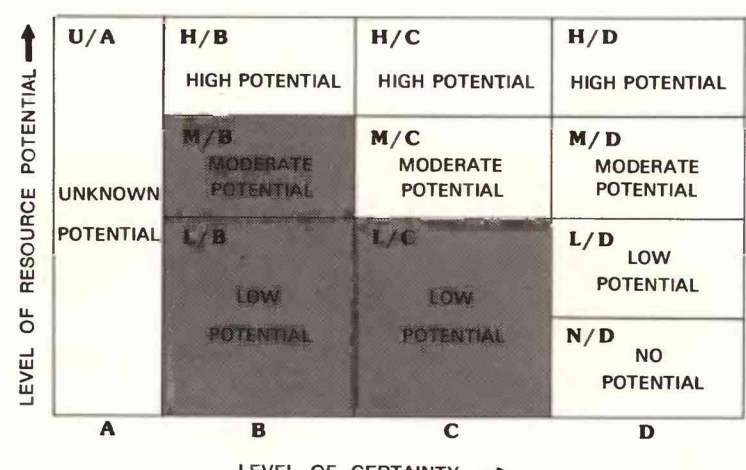 LEVEL OF RESOURCE POTENTIAL
U/A
H/B
H/C
H/D
HIGH POTENTIAL
HIGH POTENTIAL
HIGH POTENTIAL
M/B
M/C
M/D
MODERATE
POTENTIAL
MODERATE
POTENTIAL
MODERATE
POTENTIAL
UNKNOWN
POTENTIAL
L/B
L/C
L/D
LOW
POTENTIAL
LOW
POTENTIAL
LOW
POTENTIAL
N/D
NO
POTENTIAL
A
B
C
D
LEVEL OF CERTAINTY